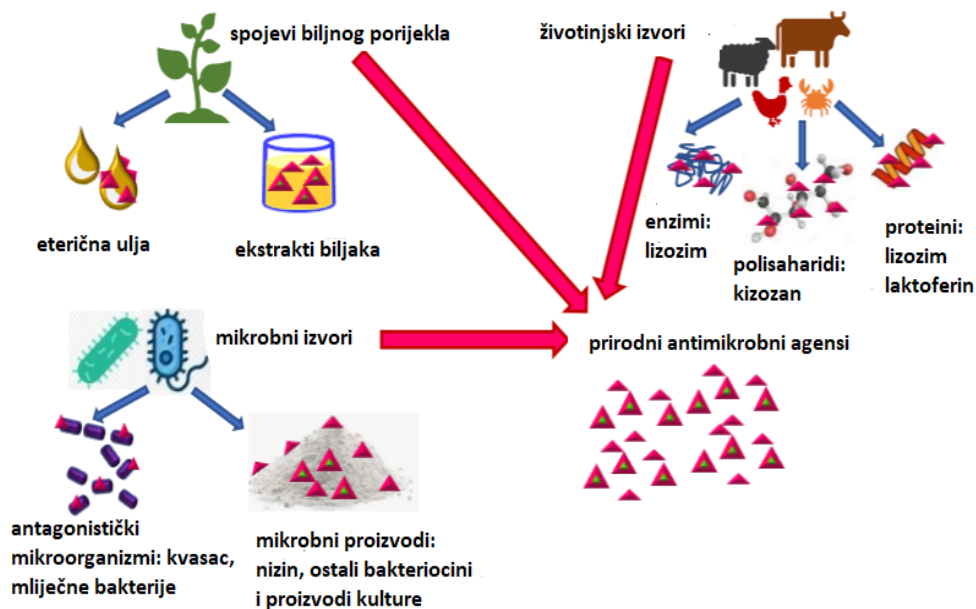 spojevi biljnog porijekla
životinjski izvori
eterična ulja
ekstrakti biljaka
enzimi:
lizozim
polisaharidi:
kizozan
proteini:
lizozim
laktoferin
mikrobni izvori
prirodni antimikrobni agensi
antagonistički
mikroorganizmi: kvasac,
mliječne bakterije
mikrobni proizvodi:
nizin, ostali bakteriocini
i proizvodi kulture